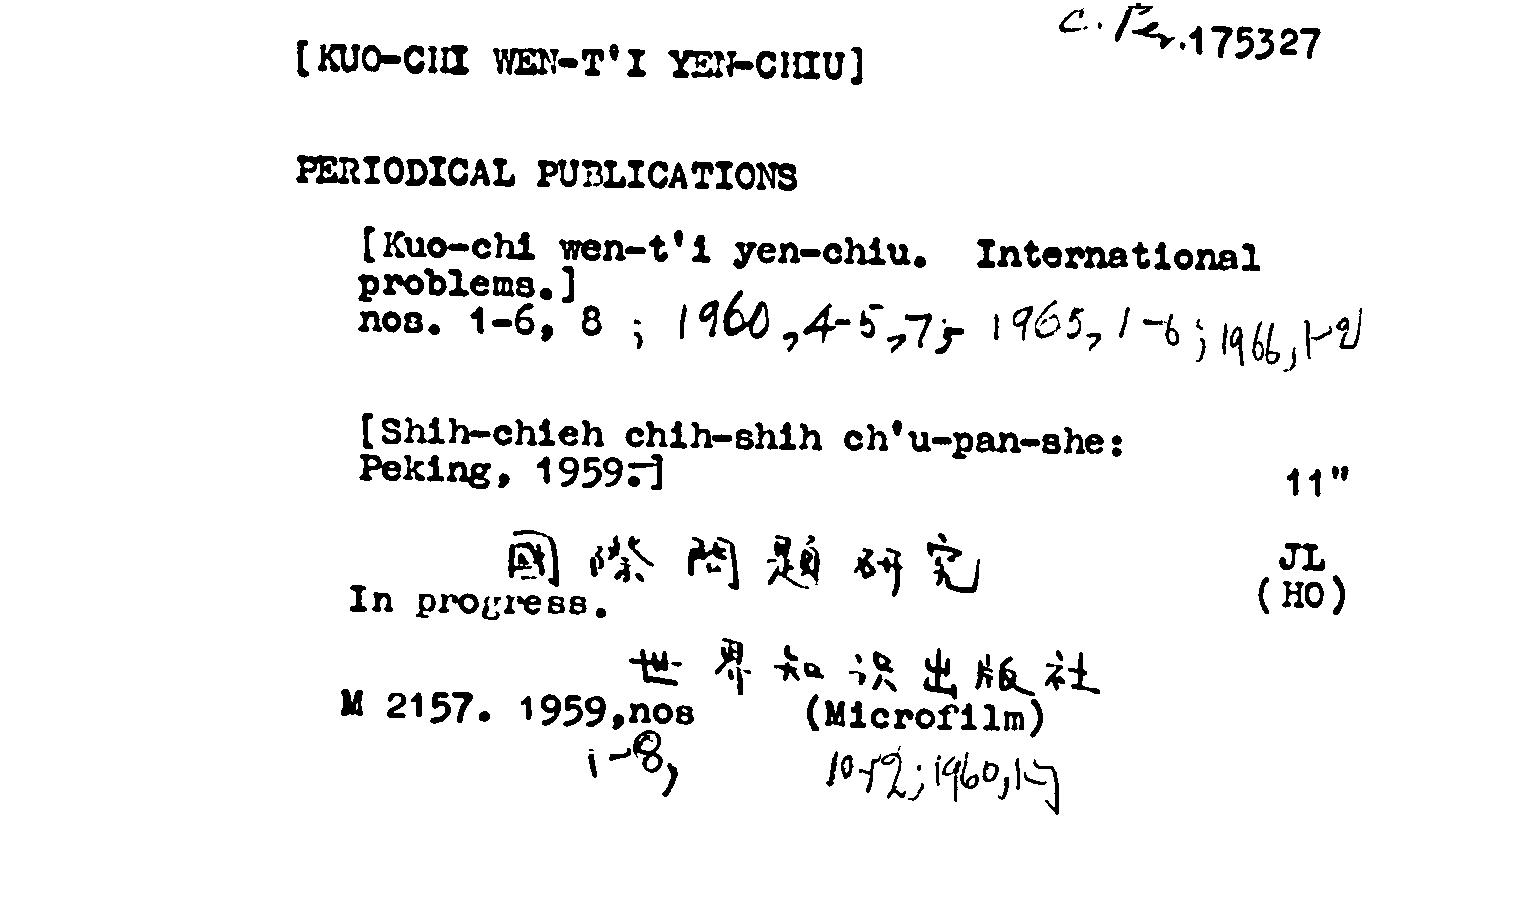 C. Per. 175327
[KUO-CHI WEN-T'I YEN-CHIU]
PERIODICAL PUBLICATIONS
[Kuo-chi wen-t'i yen-chiu. International
problems.]
nos. 1-6, 8 ; 1960, 4-5, 7; 1965, 1-6; 1966, 1-2
[Shih-chieh chih-shih ch'u-pan-she:
Peking, 1959-]
11"
國際問題研究
JL
In progress.
(HO)
世界知识出版社
M 2157. 1959,nos (Microfilm)
1-8, 10-12; 1960, 1-7